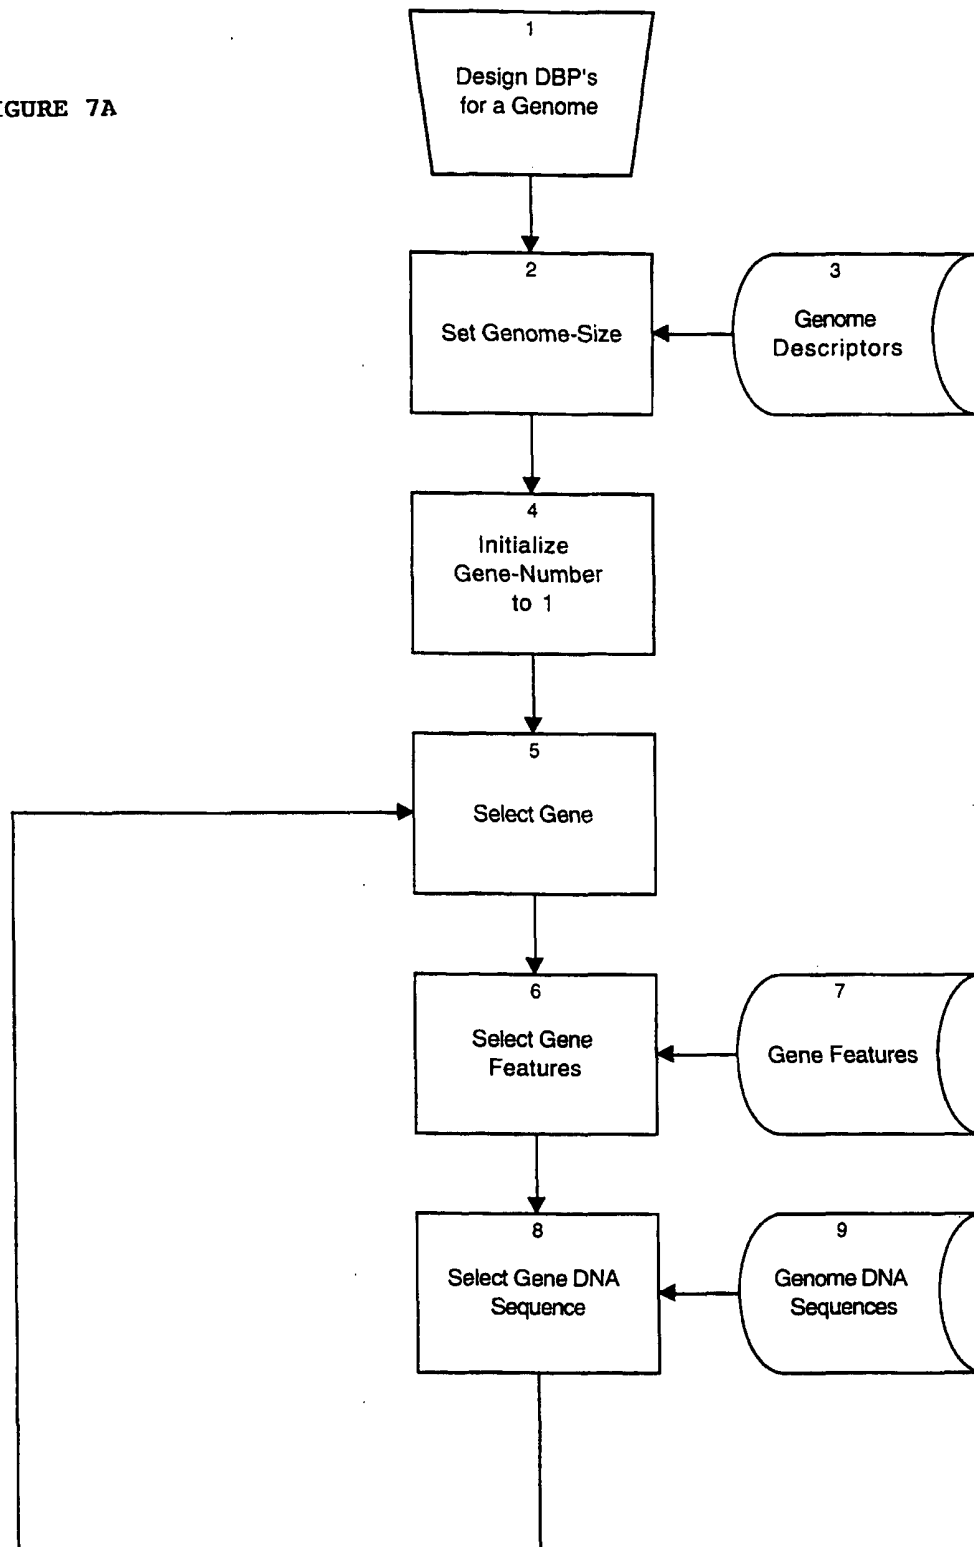 IGURE 7A
1
Design DBP's
for a Genome
2
Set Genome-Size
3
Genome
Descriptors
4
Initialize
Gene-Number
to 1
5
Select Gene
6
Select Gene
Features
7
Gene Features
8
Select Gene DNA
Sequence
9
Genome DNA
Sequences